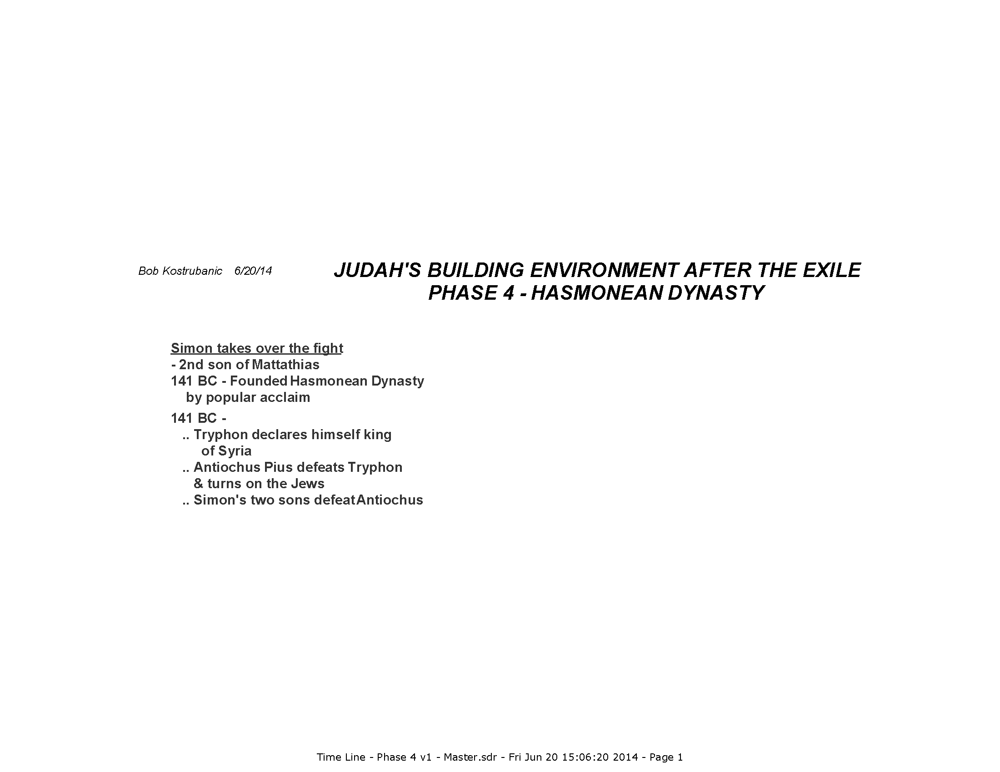 Bob Kostrubanic 6/20/14
JUDAH'S BUILDING ENVIRONMENT AFTER THE EXILE
PHASE 4 - HASMONEAN DYNASTY
Simon takes over the fight
- 2nd son of Mattathias
141 BC - Founded Hasmonean Dynasty
by popular acclaim
141 BC -
.. Tryphon declares himself king
of Syria
.. Antiochus Pius defeats Tryphon
& turns on the Jews
.. Simon's two sons defeat Antiochus
Time Line - Phase 4 v1 - Master.sdr - Fri Jun 20 15:06:20 2014 - Page 1